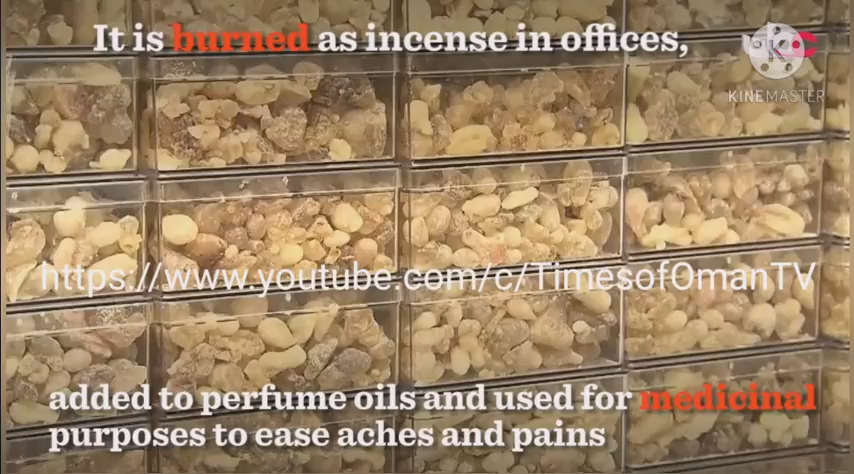 It is burned as incense in offices,
KINEMASTER
https://www.youtube.com/c/TimesofOmanTV
added to perfume oils and used for medicinal
purposes to ease aches and pains